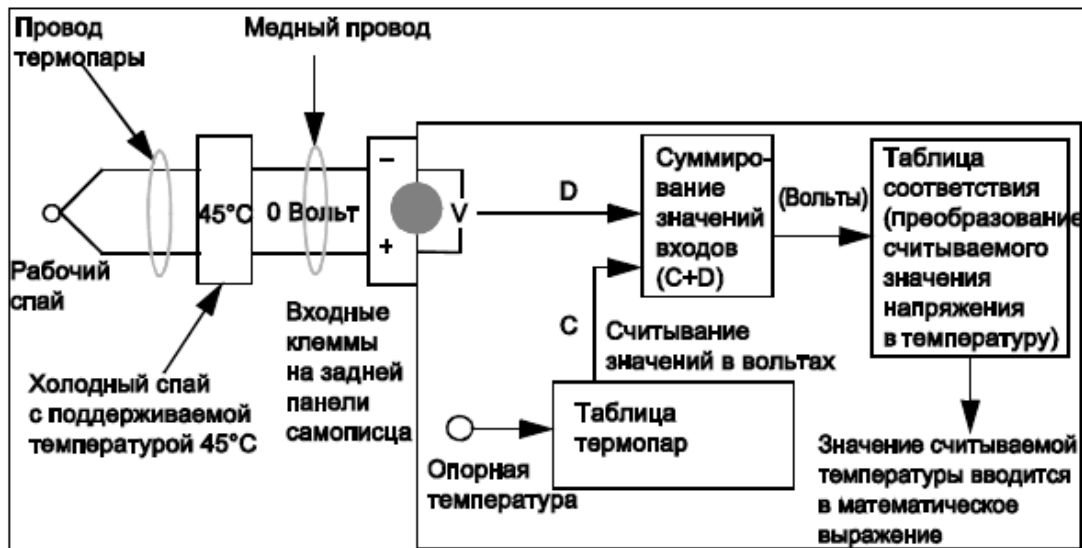 Провод
термопары
Медный провод
45°C
0 Вольт
−
+
V
D
Суммиро-
вание
значений
входов
(C+D)
(Вольты)
Таблица
соответствия
(преобразование
считываемого
значения
напряжения
в температуру)
Рабочий
спай
Холодный спай
с поддерживаемой
температурой 45°C
Входные
клеммы
на задней
панели
самописца
C
Считывание
значений в вольтах
Таблица
термопар
Опорная
температура
Значение считываемой
температуры вводится
в математическое
выражение